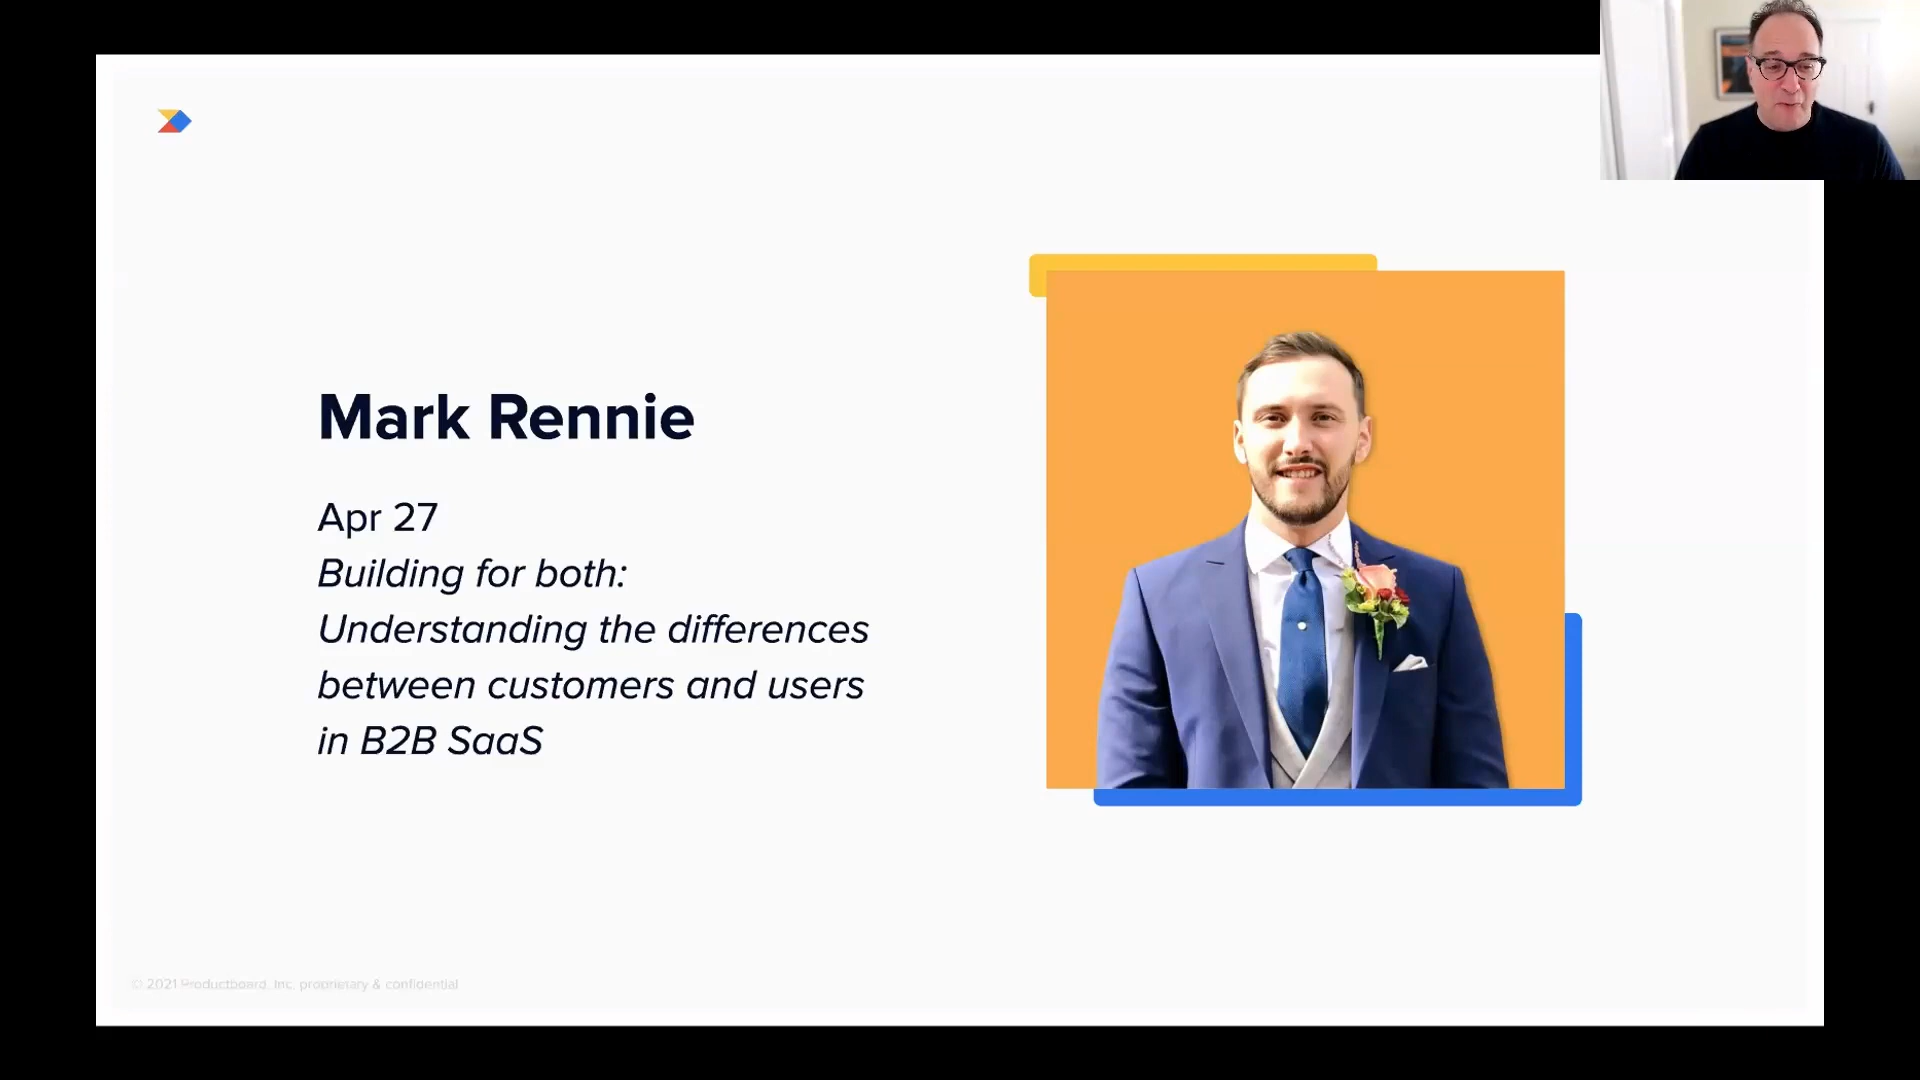 Mark Rennie
Apr 27
Building for both:
Understanding the differences
between customers and users
in B2B SaaS
© 2021 Productboard, Inc. proprietary & confidential